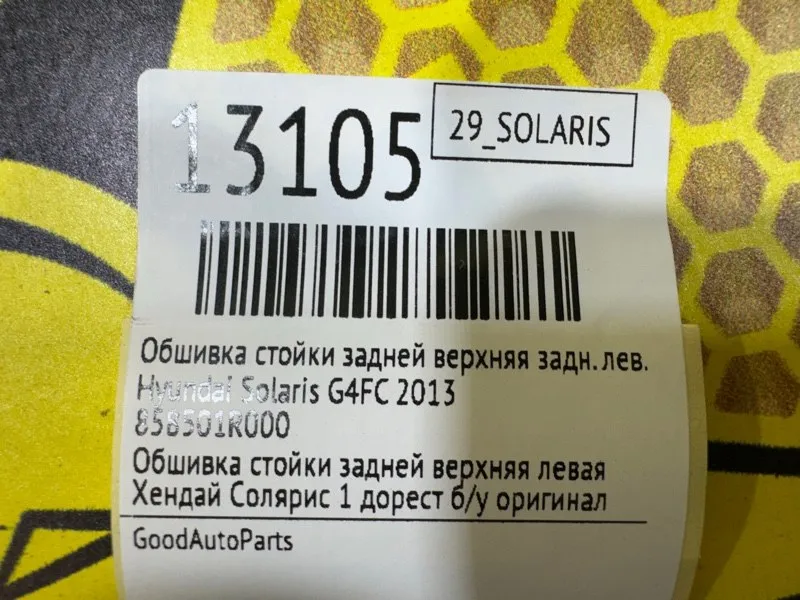 13105
29_SOLARIS
Обшивка стойки задней верхняя задн.лев.
Hyundai Solaris G4FC 2013
858501R000
Обшивка стойки задней верхняя левая
Хендай Солярис 1 дорест б/у оригинал
GoodAutoParts